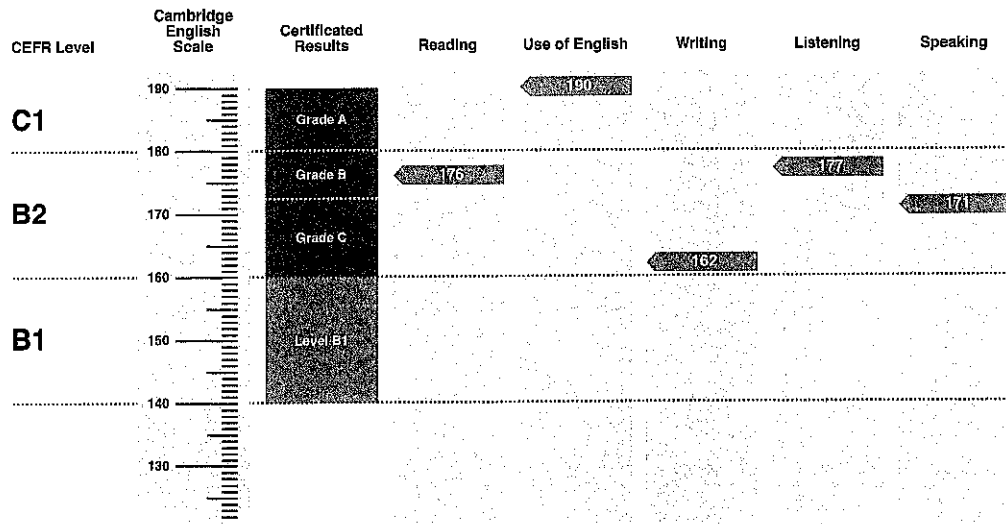 CEFR Level
Cambridge
English
Scale
Certificated
Results
Reading
Use of English
Writing
Listening
Speaking
190
190
C1
Grade A
180
Grade B
176
177
B2
170
171
Grade C
162
160
B1
150
Level B1
140
130